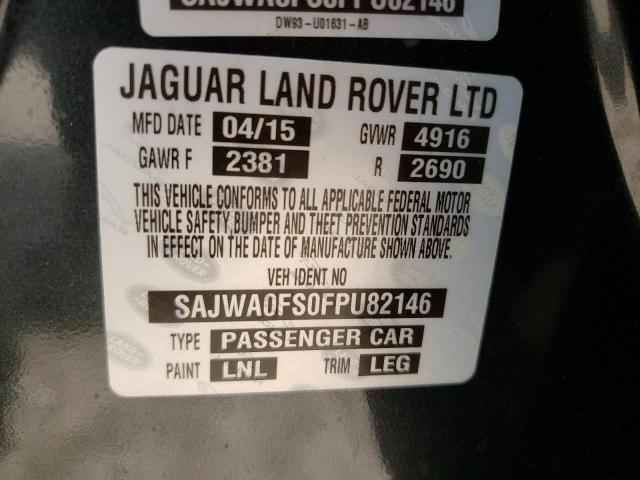 DW93-U01631-AB
JAGUAR LAND ROVER LTD
MFD DATE 04/15 GVWR 4916
GAWR F 2381 R 2690
THIS VEHICLE CONFORMS TO ALL APPLICABLE FEDERAL MOTOR
VEHICLE SAFETY BUMPER AND THEFT PREVENTION STANDARDS
IN EFFECT ON THE DATE OF MANUFACTURE SHOWN ABOVE.
VEH IDENT NO
SAJWA0FS0FPU82146
TYPE PASSENGER CAR
PAINT LNL TRIM LEG